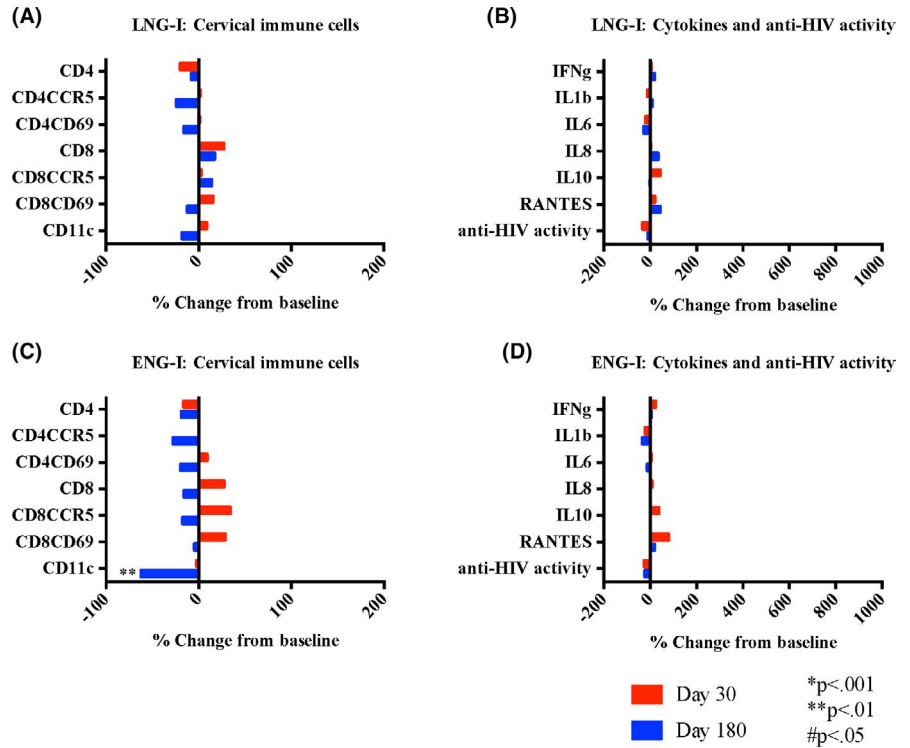 (A)
LNG-I: Cervical immune cells
CD4
CD4CCR5
CD4CD69
CD8
CD8CCR5
CD8CD69
CD11c
-100
0
100
200
% Change from baseline
(B)
LNG-I: Cytokines and anti-HIV activity
IFNg
IL1b
IL6
IL8
IL10
RANTES
anti-HIV activity
-200
0
200
400
600
800
1000
% Change from baseline
(C)
ENG-I: Cervical immune cells
CD4
CD4CCR5
CD4CD69
CD8
CD8CCR5
CD8CD69
CD11c
**
-100
0
100
200
% Change from baseline
(D)
ENG-I: Cytokines and anti-HIV activity
IFNg
IL1b
IL6
IL8
IL10
RANTES
anti-HIV activity
-200
0
200
400
600
800
1000
% Change from baseline
Day 30
Day 180
*p<.001
**p<.01
#p<.05